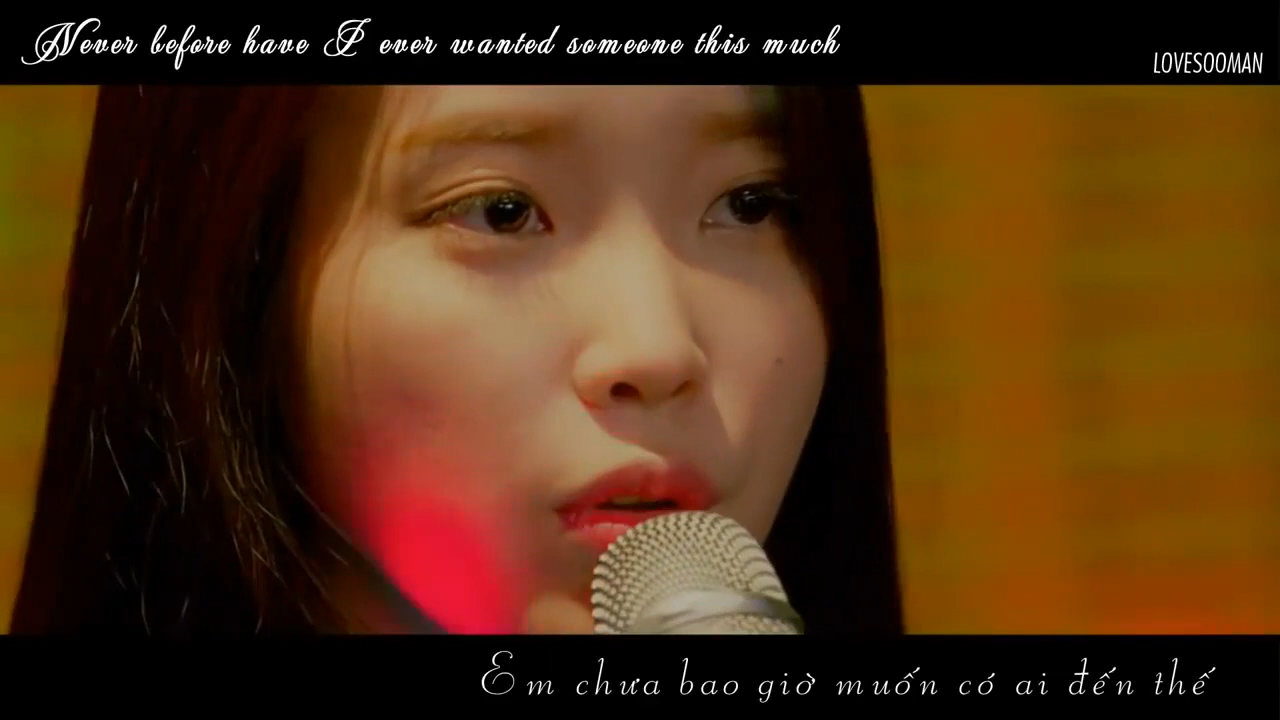 Never before have I ever wanted someone this much
LOVESOOMAN
Em chưa bao giờ muốn có ai đến thế